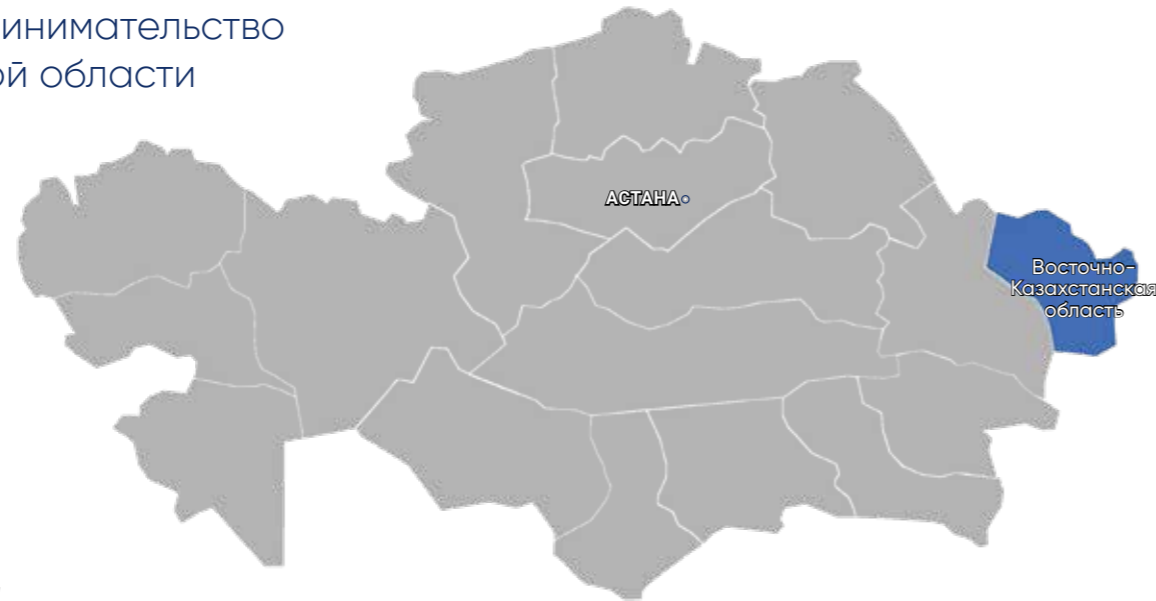 инимательство
ой области
АСТАНА
Восточно-
Казахстанская
область